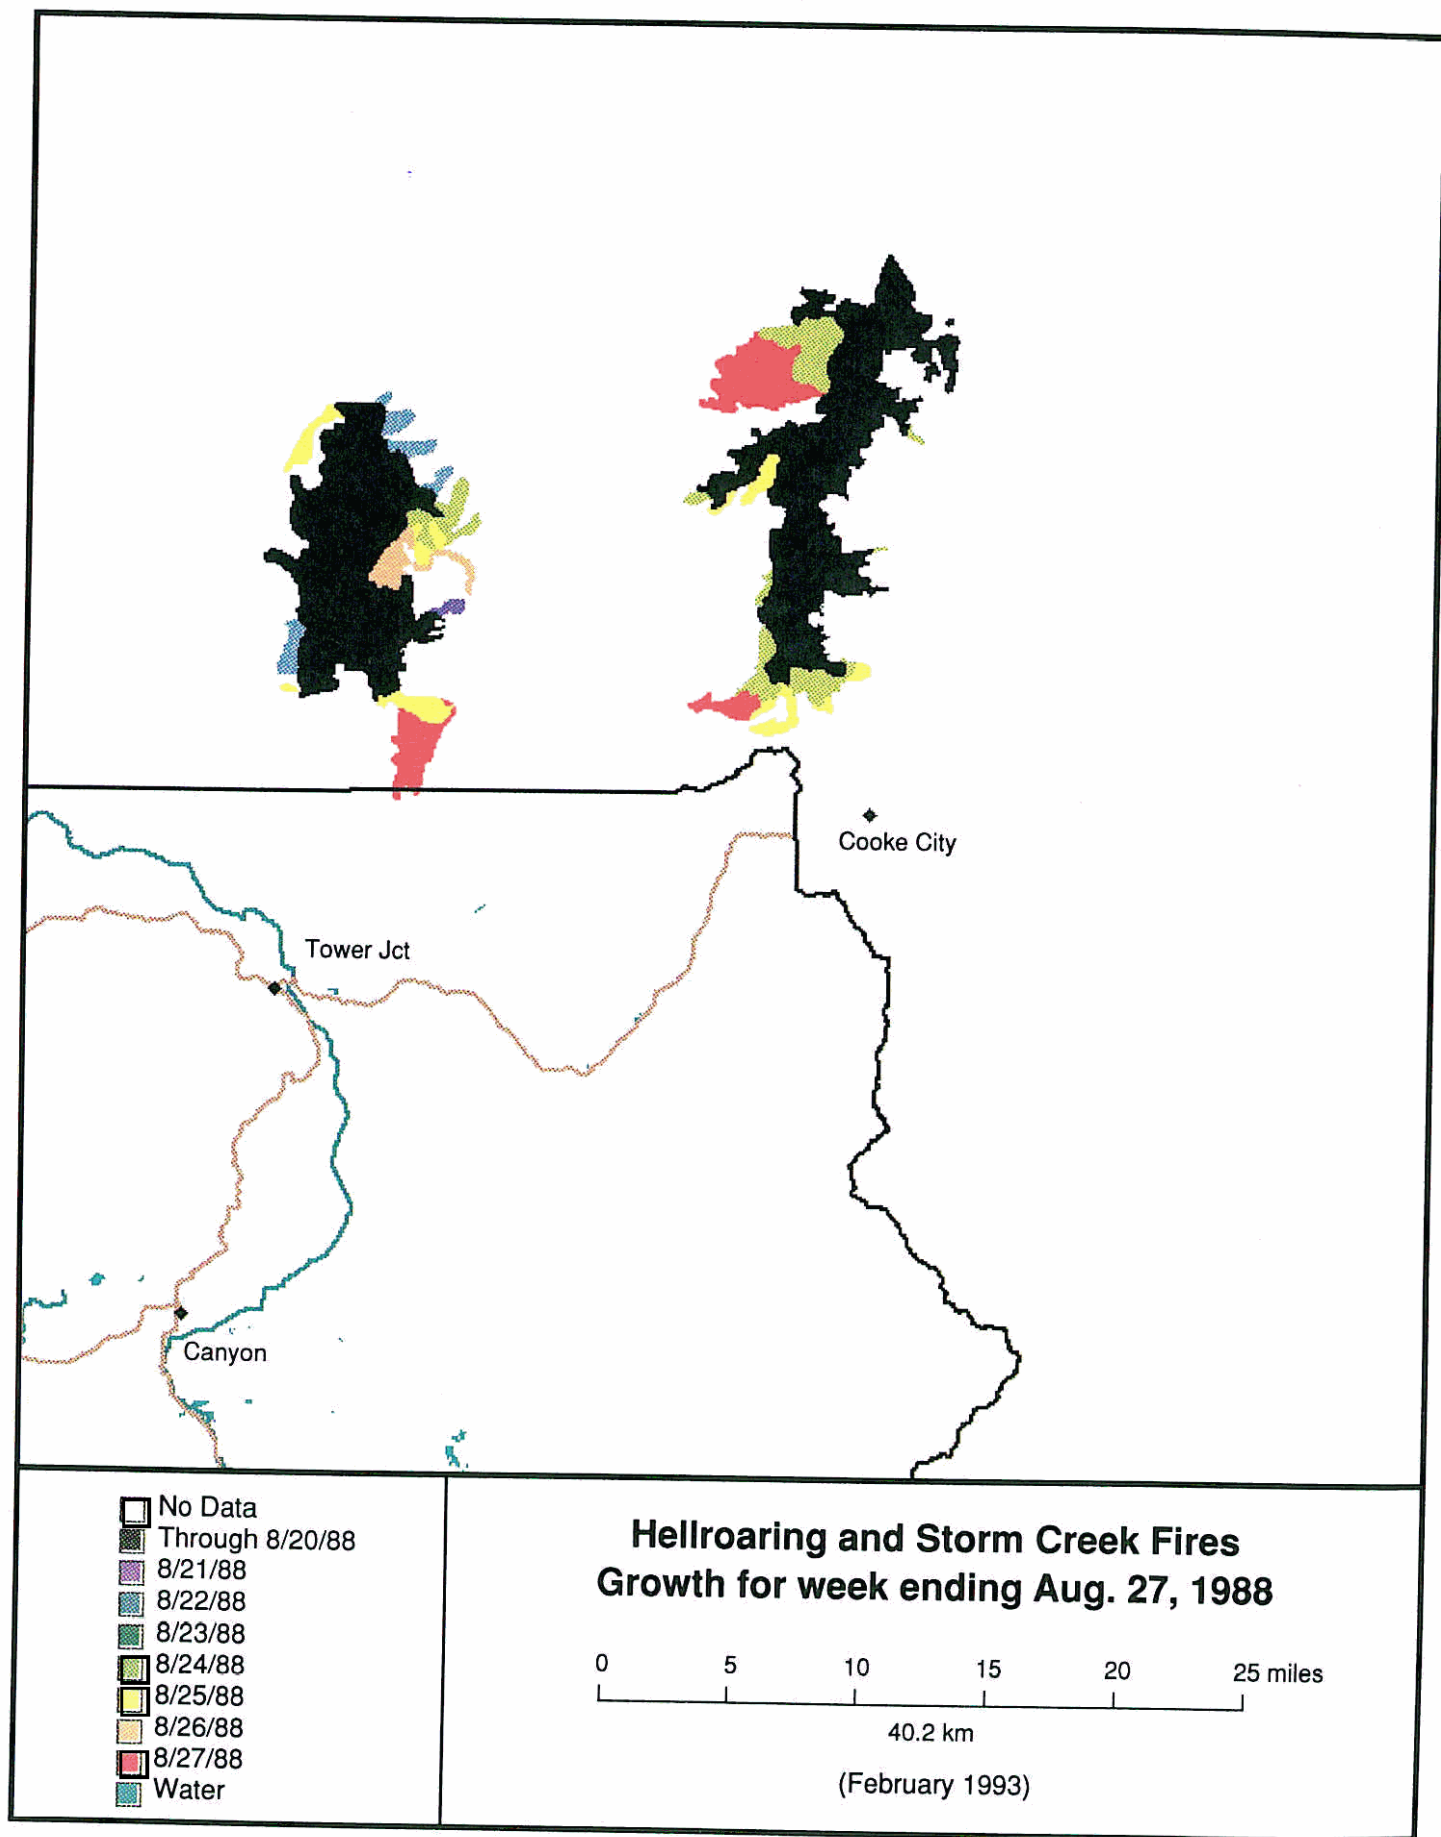 Cooke City
Tower Jct
Canyon
No Data
Through 8/20/88
8/21/88
8/22/88
8/23/88
8/24/88
8/25/88
8/26/88
8/27/88
Water
Hellroaring and Storm Creek Fires
Growth for week ending Aug. 27, 1988
0 5 10 15 20 25 miles
40.2 km
(February 1993)